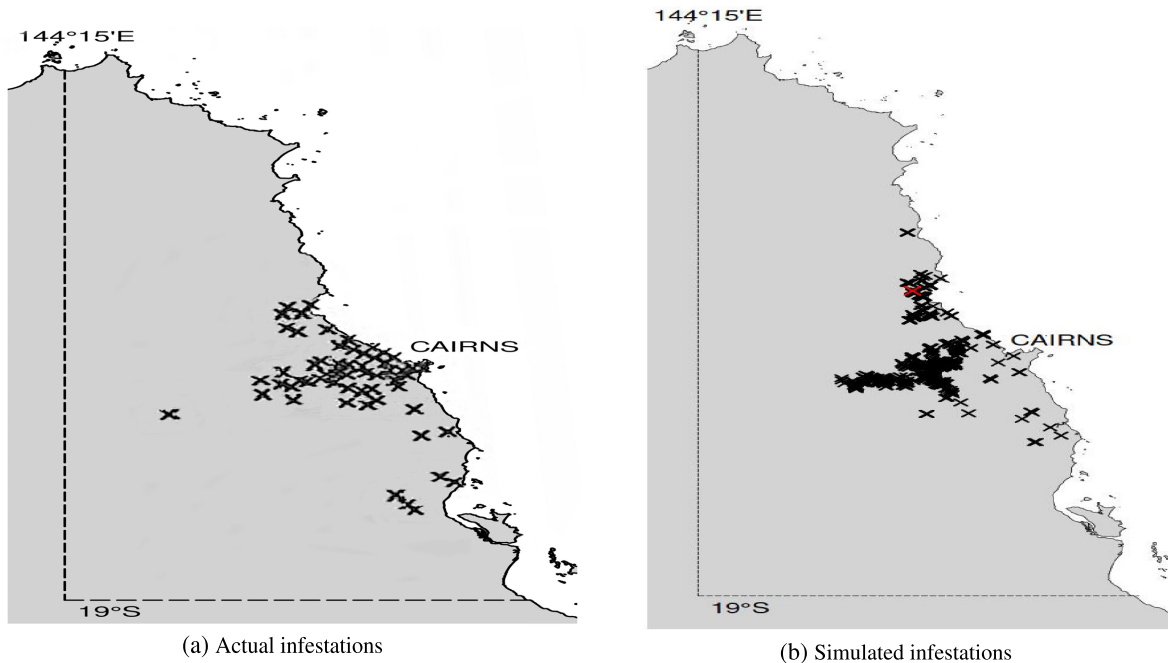 144°15'E
CAIRNS
19°S
(a) Actual infestations
144°15'E
CAIRNS
19°S
(b) Simulated infestations